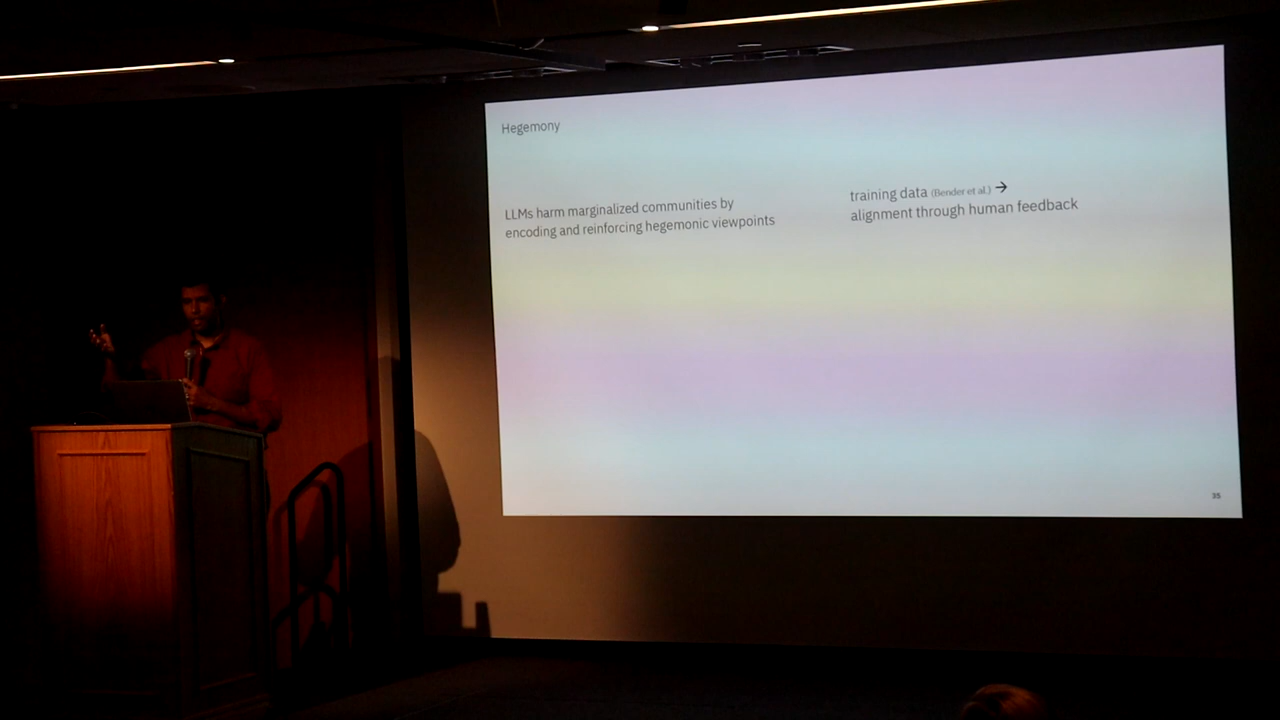 Hegemony
LLMs harm marginalized communities by
encoding and reinforcing hegemonic viewpoints
training data (Bender et al.) →
alignment through human feedback
35